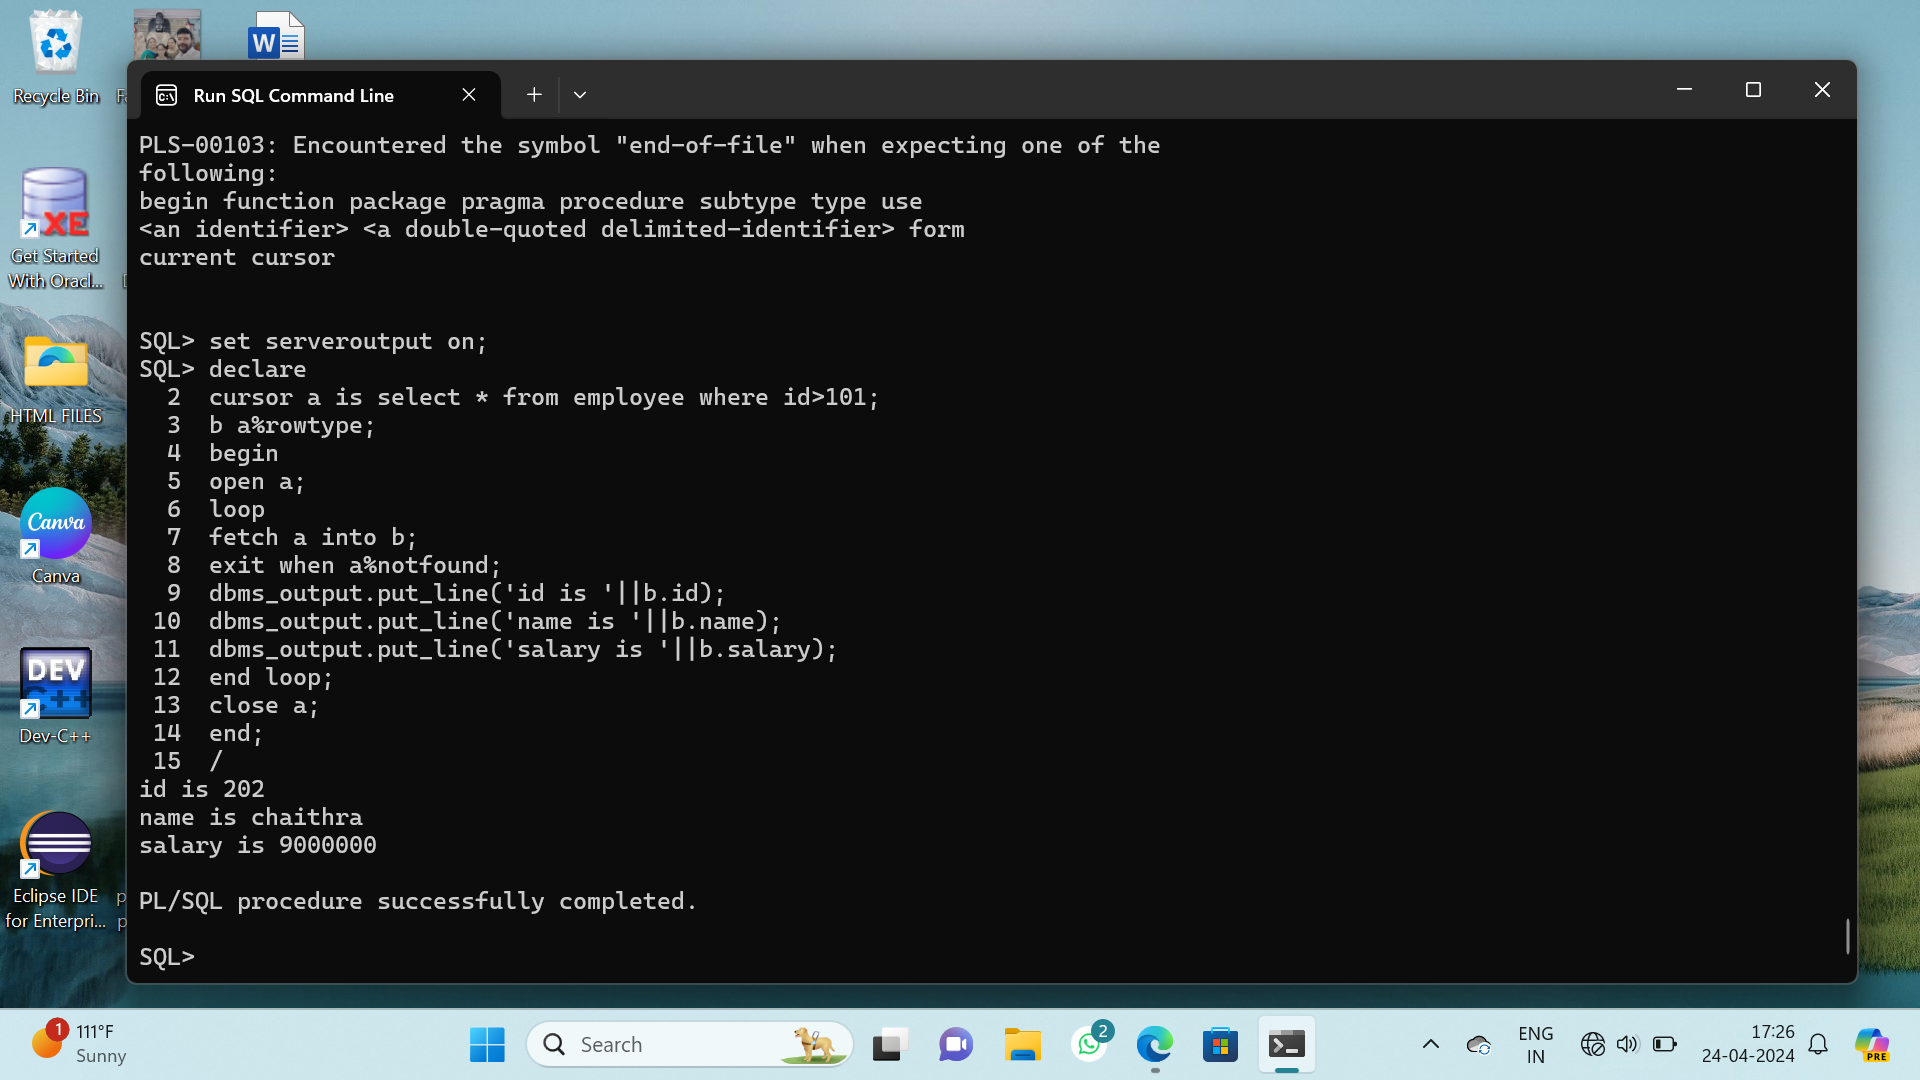 Recycle Bin
Get Started
With Oracl...
XE
HTML FILES
Canva
Canva
DEV
C++
Dev-C++
Eclipse IDE
for Enterpri...
W
Run SQL Command Line
PLS-00103: Encountered the symbol "end-of-file" when expecting one of the
following:
begin function package pragma procedure subtype type use
<an identifier> <a double-quoted delimited-identifier> form
current cursor
SQL> set serveroutput on;
SQL> declare
2 cursor a is select * from employee where id>101;
3 b a%rowtype;
4 begin
5 open a;
6 loop
7 fetch a into b;
8 exit when a%notfound;
9 dbms_output.put_line('id is '||b.id);
10 dbms_output.put_line('name is '||b.name);
11 dbms_output.put_line('salary is '||b.salary);
12 end loop;
13 close a;
14 end;
15 /
id is 202
name is chaithra
salary is 9000000
PL/SQL procedure successfully completed.
SQL>
1
111°F
Sunny
Search
2
ENG
IN
17:26
24-04-2024
PRE